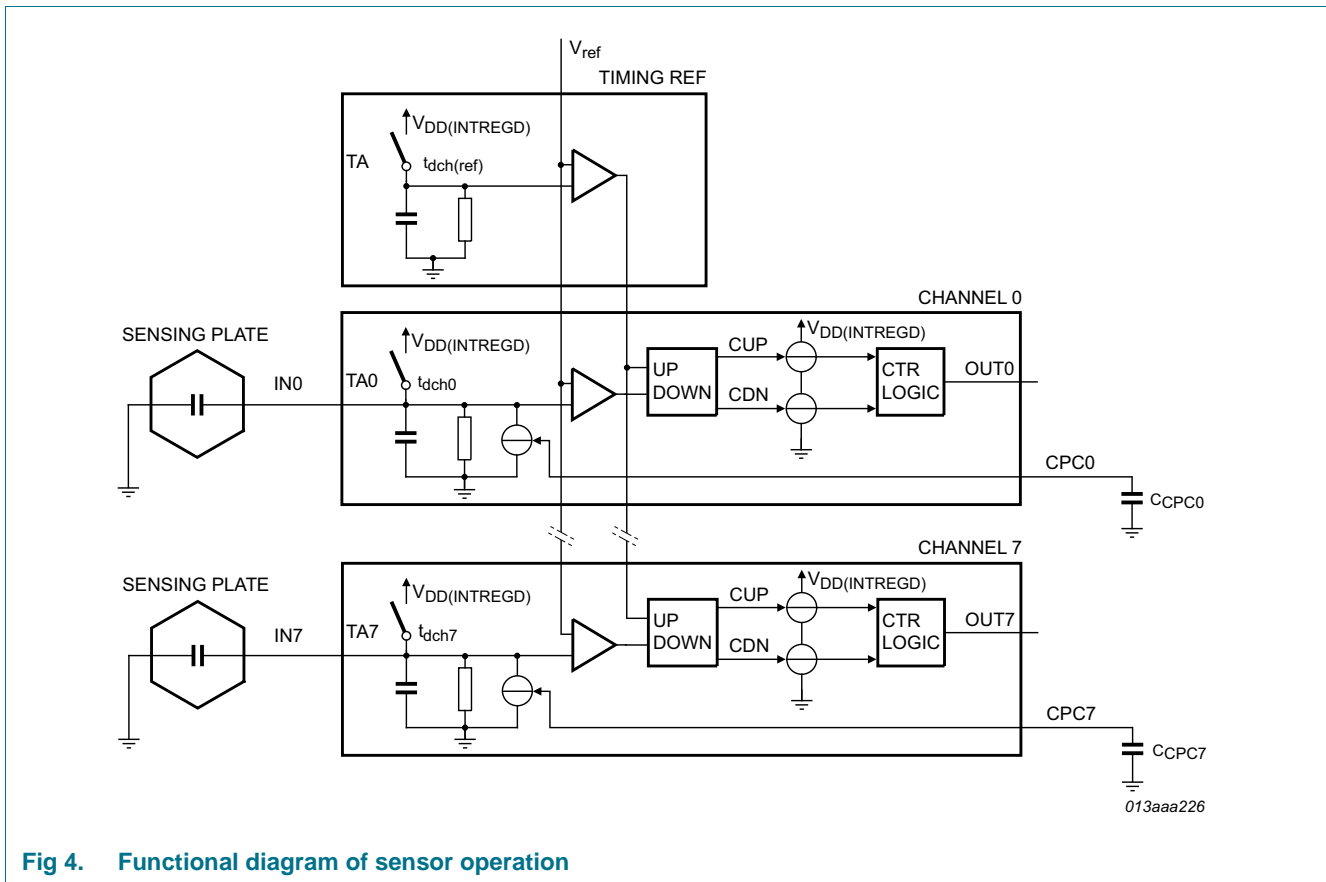 Vref
TIMING REF
VDD(INTREGD)
TA
tdch(ref)
CHANNEL 0
SENSING PLATE
VDD(INTREGD)
VDD(INTREGD)
IN0
TA0
tdch0
UP
DOWN
CUP
CDN
CTR
LOGIC
OUT0
CPC0
CCPC0
CHANNEL 7
SENSING PLATE
VDD(INTREGD)
VDD(INTREGD)
IN7
TA7
tdch7
UP
DOWN
CUP
CDN
CTR
LOGIC
OUT7
CPC7
CCPC7
013aaa226
Fig 4. Functional diagram of sensor operation